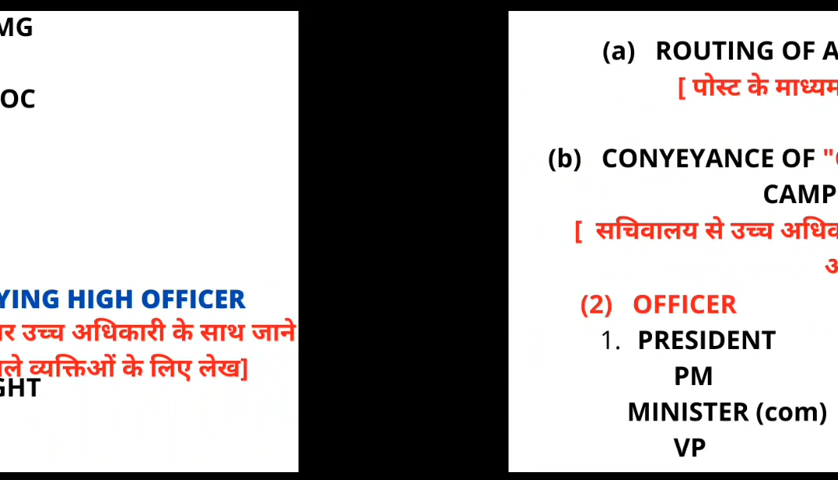 MG
OC
YING HIGH OFFICER
उच्च अधिकारी के साथ जाने
व्यक्तिओं के लिए लेख]
GHT
(a) ROUTING OF A
[ पोस्ट के माध्यम
(b) CONYEYANCE OF "
CAMP
[ सचिवालय से उच्च अधिक
(2) OFFICER
1. PRESIDENT
PM
MINISTER (com)
VP